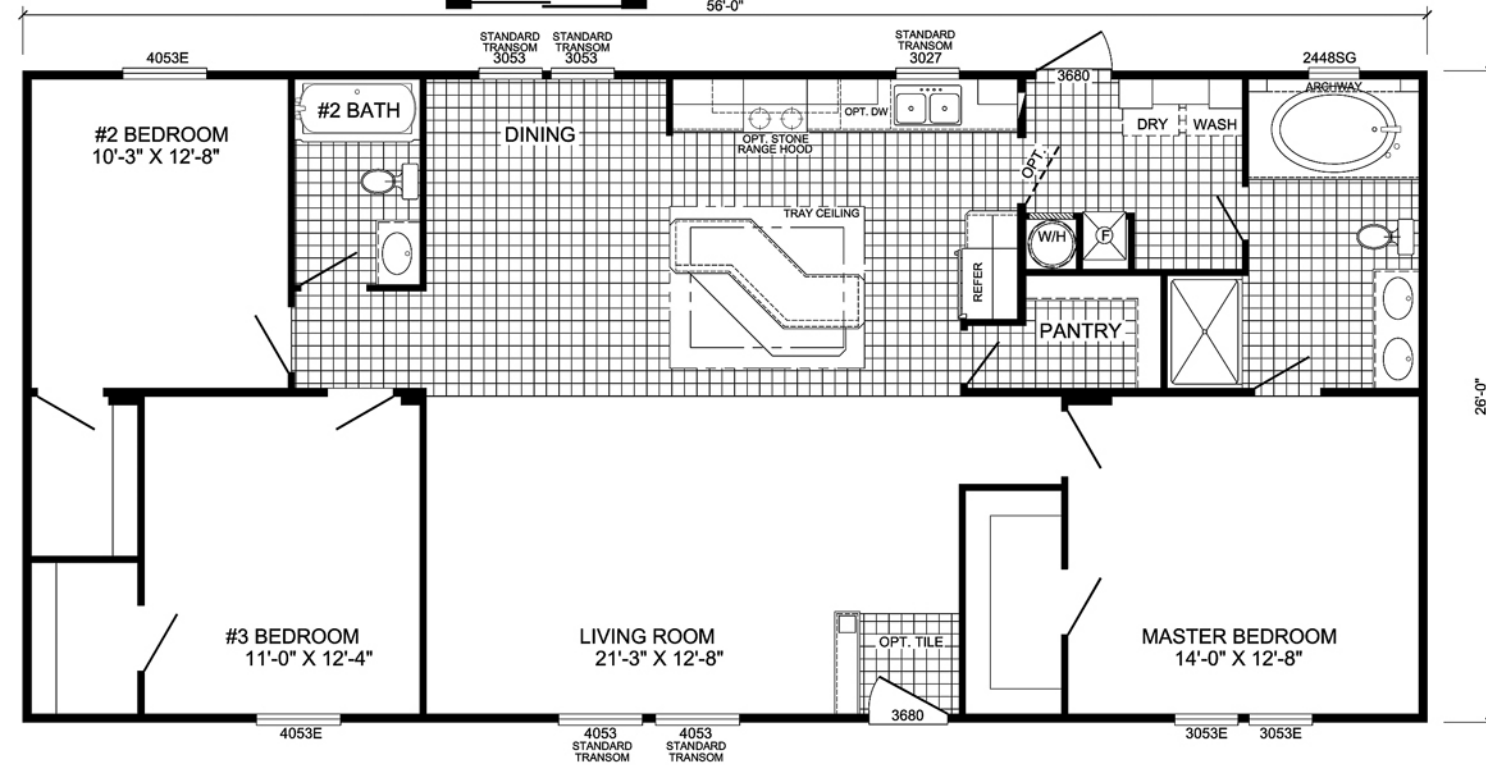 56'-0"
4053E
STANDARD
TRANSOM
3053
STANDARD
TRANSOM
3053
STANDARD
TRANSOM
3027
3680
2448SG
ARCHWAY
#2 BEDROOM
10'-3" X 12'-8"
#2 BATH
DINING
OPT. DW
OPT. STONE
RANGE HOOD
OPT.
DRY
WASH
TRAY CEILING
W/H
F
REFER
PANTRY
26'-0"
#3 BEDROOM
11'-0" X 12'-4"
LIVING ROOM
21'-3" X 12'-8"
OPT. TILE
MASTER BEDROOM
14'-0" X 12'-8"
3680
4053E
4053
STANDARD
TRANSOM
4053
STANDARD
TRANSOM
3053E
3053E